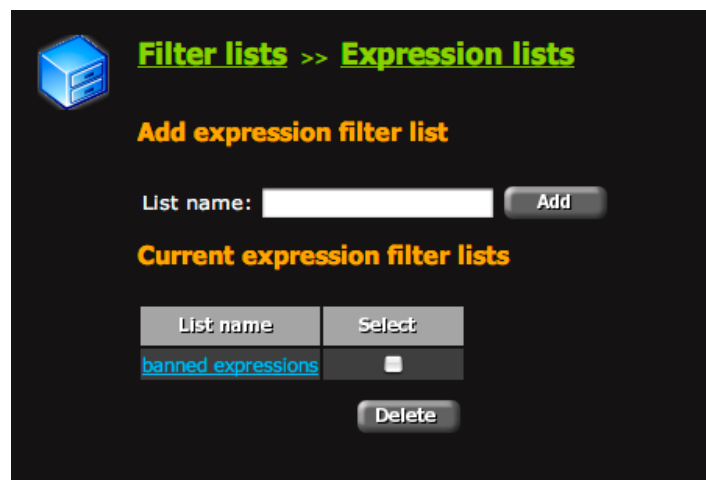 Filter lists >> Expression lists
Add expression filter list
List name: Add
Current expression filter lists
List name Select
banned expressions
Delete